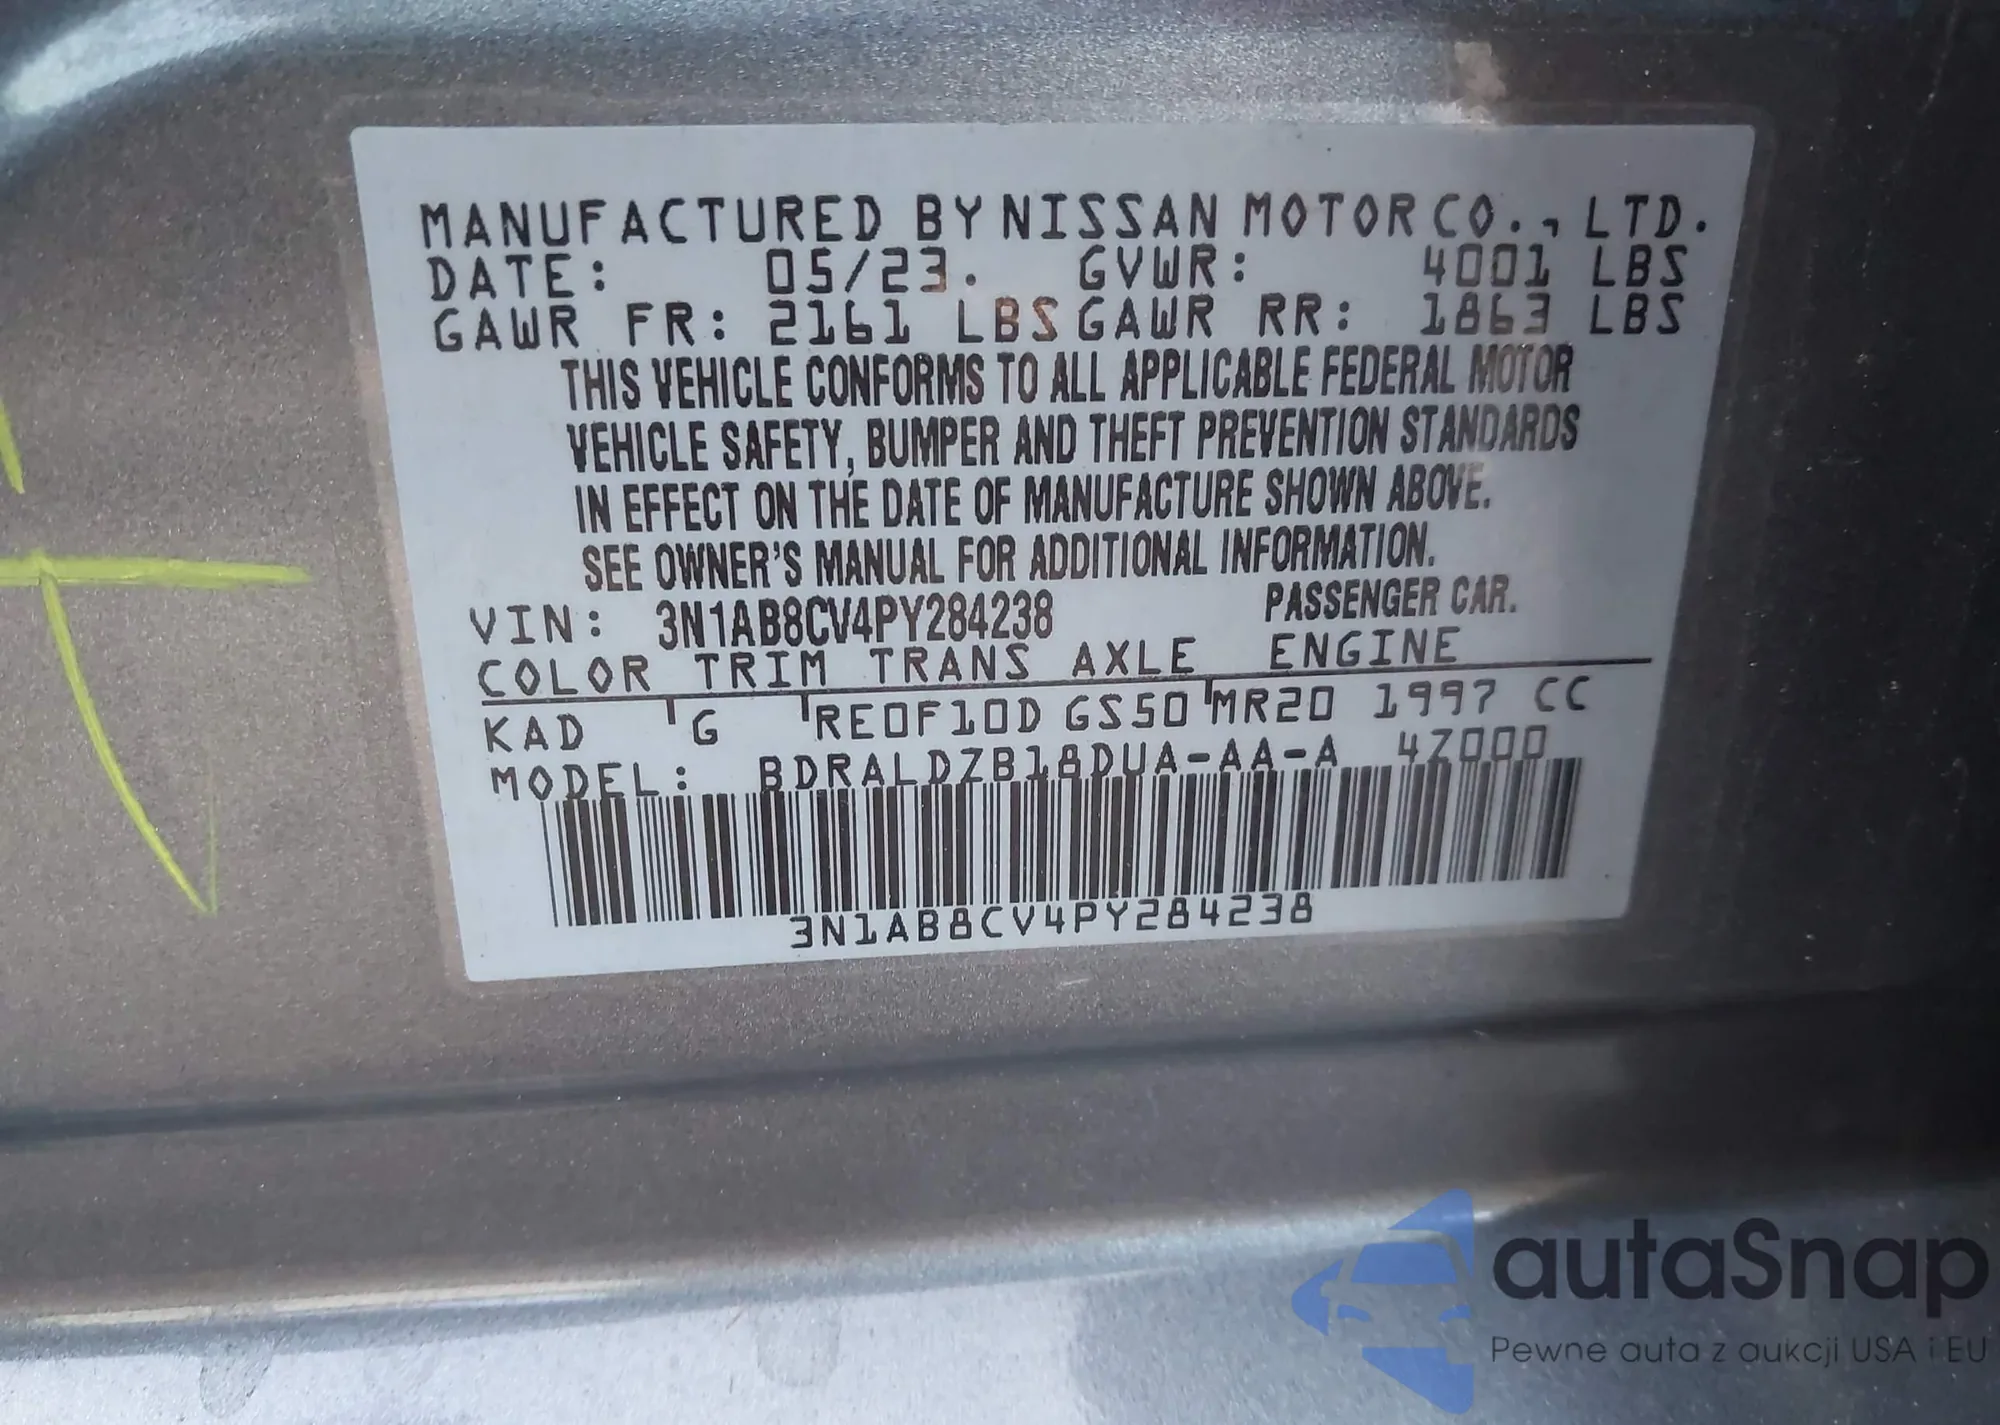 MANUFACTURED BY NISSAN MOTOR CO., LTD.
DATE: 05/23. GVWR: 4001 LBS
GAWR FR: 2161 LBS GAWR RR: 1863 LBS
THIS VEHICLE CONFORMS TO ALL APPLICABLE FEDERAL MOTOR
VEHICLE SAFETY, BUMPER AND THEFT PREVENTION STANDARDS
IN EFFECT ON THE DATE OF MANUFACTURE SHOWN ABOVE.
SEE OWNER'S MANUAL FOR ADDITIONAL INFORMATION.
VIN: 3N1AB8CV4PY284238 PASSENGER CAR.
COLOR TRIM TRANS AXLE ENGINE
KAD G RE0F10D GS50 MR20 1997 CC
MODEL: BDRALDZB18DUA-AA-A 4Z000
3N1AB8CV4PY284238
autaSnap
Pewne auta z aukcji USA i EU